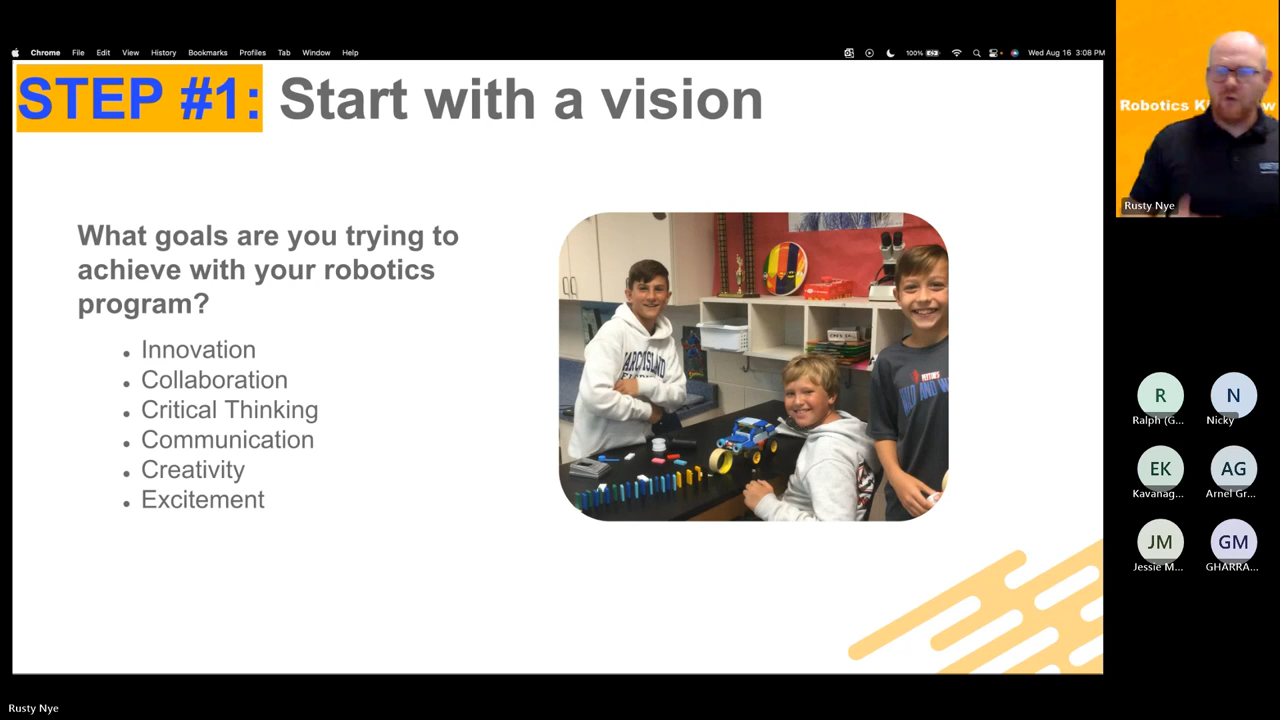 Chrome File Edit View History Bookmarks Profiles Tab Window Help
100% Wed Aug 16 3:08 PM
STEP #1: Start with a vision
What goals are you trying to
achieve with your robotics
program?
Innovation
Collaboration
Critical Thinking
Communication
Creativity
Excitement
Robotics
Rusty Nye
R N
Ralph (G... Nicky
EK AG
Kavanag... Arnel Gr...
JM GM
Jessie M... GHARRA...
Rusty Nye